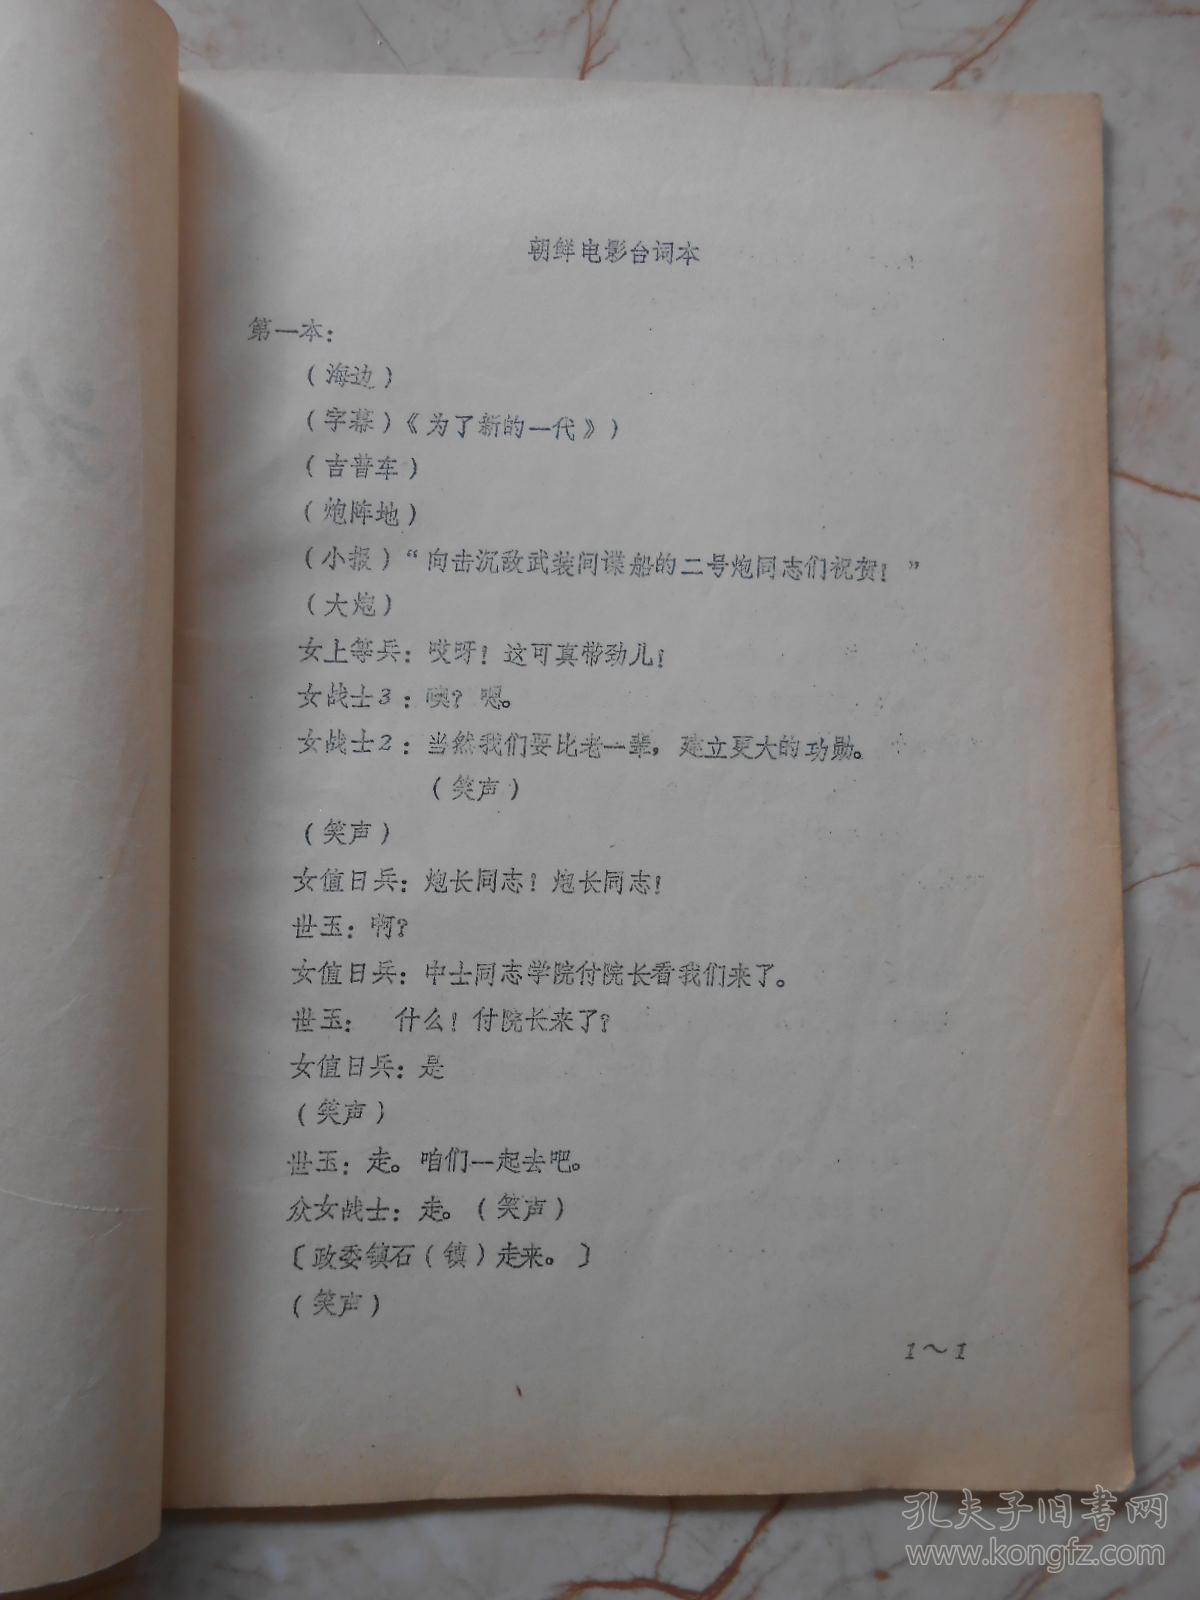 朝鲜电影台词本
第一本：
（海边）
（字幕）《为了新的一代》）
（吉普车）
（炮阵地）
（小报）“向击沉敌武装间谍船的二号炮同志们祝贺！”
（大炮）
女上等兵：哎呀！这可真带劲儿！
女战士3：噢？嗯。
女战士2：当然我们要比老一辈，建立更大的功勋。
（笑声）
（笑声）
女值日兵：炮长同志！炮长同志！
世玉：啊？
女值日兵：中士同志学院付院长看我们来了。
世玉： 什么！付院长来了？
女值日兵：是
（笑声）
世玉：走。咱们一起去吧。
众女战士：走。（笑声）
〔政委镇石（镇）走来。〕
（笑声）
1～1
孔夫子旧书网
www.kongfz.com